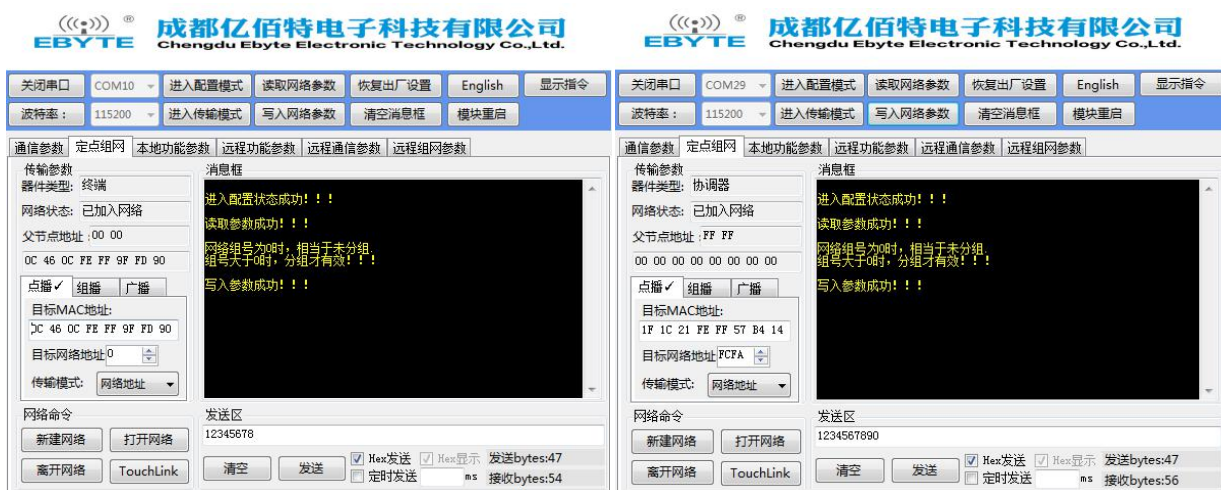 EBYTE ®
成都亿佰特电子科技有限公司
Chengdu Ebyte Electronic Technology Co.,Ltd.
关闭串口 COM10 进入配置模式 读取网络参数 恢复出厂设置 English 显示指令
波特率： 115200 进入传输模式 写入网络参数 清空消息框 模块重启
通信参数 定点组网 本地功能参数 远程功能参数 远程通信参数 远程组网参数
传输参数
器件类型: 终端
网络状态: 已加入网络
父节点地址 :00 00
0C 46 0C FE FF 9F FD 90
点播✓ 组播 广播
目标MAC地址:
0C 46 0C FE FF 9F FD 90
目标网络地址 0
传输模式: 网络地址
消息框
进入配置状态成功！！！
读取参数成功！！！
网络组号为0时，相当于未分组.
组号大于0时，分组才有效！！！
写入参数成功！！！
网络命令
新建网络 打开网络
离开网络 TouchLink
发送区
12345678
清空 发送 Hex发送 Hex显示 发送bytes:47
定时发送 ms 接收bytes:54
EBYTE ®
成都亿佰特电子科技有限公司
Chengdu Ebyte Electronic Technology Co.,Ltd.
关闭串口 COM29 进入配置模式 读取网络参数 恢复出厂设置 English 显示指令
波特率： 115200 进入传输模式 写入网络参数 清空消息框 模块重启
通信参数 定点组网 本地功能参数 远程功能参数 远程通信参数 远程组网参数
传输参数
器件类型: 协调器
网络状态: 已加入网络
父节点地址 :FF FF
00 00 00 00 00 00 00 00
点播✓ 组播 广播
目标MAC地址:
1F 1C 21 FE FF 57 B4 14
目标网络地址 FCFA
传输模式: 网络地址
消息框
进入配置状态成功！！！
读取参数成功！！！
网络组号为0时，相当于未分组.
组号大于0时，分组才有效！！！
写入参数成功！！！
网络命令
新建网络 打开网络
离开网络 TouchLink
发送区
1234567890
清空 发送 Hex发送 Hex显示 发送bytes:47
定时发送 ms 接收bytes:56